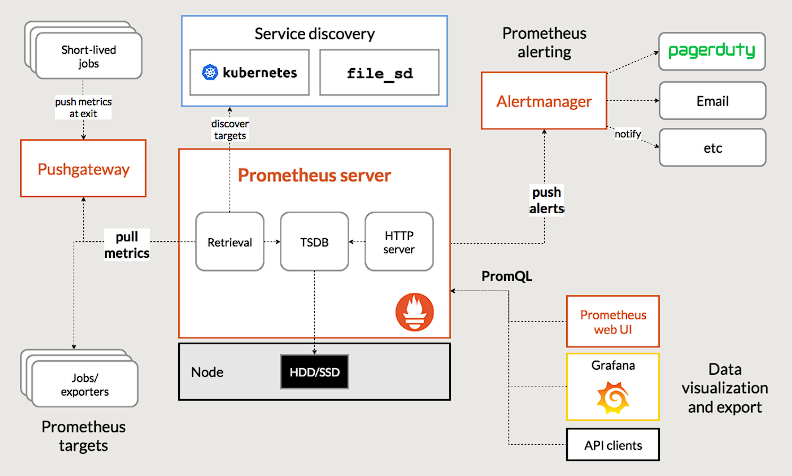 Short-lived
jobs
push metrics
at exit
Pushgateway
Service discovery
kubernetes
file_sd
discover
targets
Prometheus
alerting
Alertmanager
pagerduty
Email
etc
notify
Prometheus server
Retrieval
TSDB
HTTP
server
pull
metrics
push
alerts
PromQL
Node
HDD/SSD
Jobs/
exporters
Prometheus
targets
Prometheus
web UI
Grafana
API clients
Data
visualization
and export